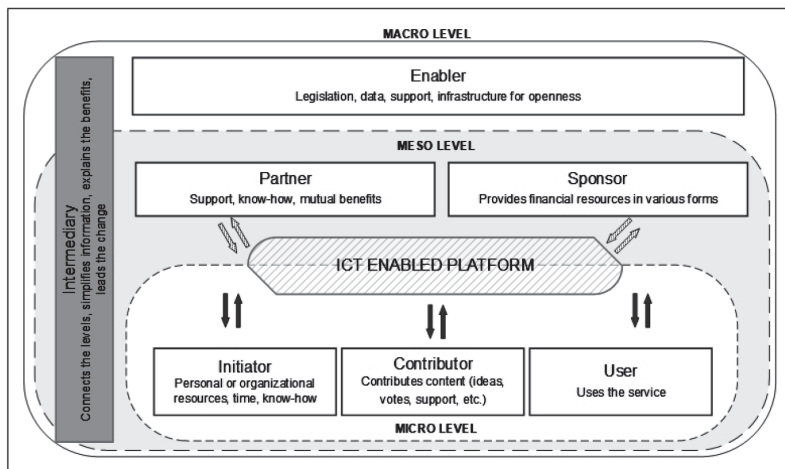 MACRO LEVEL
Enabler
Legislation, data, support, infrastructure for openness
Intermediary
Connects the levels, simplifies information, explains the benefits,
leads the change
MESO LEVEL
Partner
Support, know-how, mutual benefits
Sponsor
Provides financial resources in various forms
ICT ENABLED PLATFORM
Initiator
Personal or organizational
resources, time, know-how
Contributor
Contributes content (ideas,
votes, support, etc.)
User
Uses the service
MICRO LEVEL